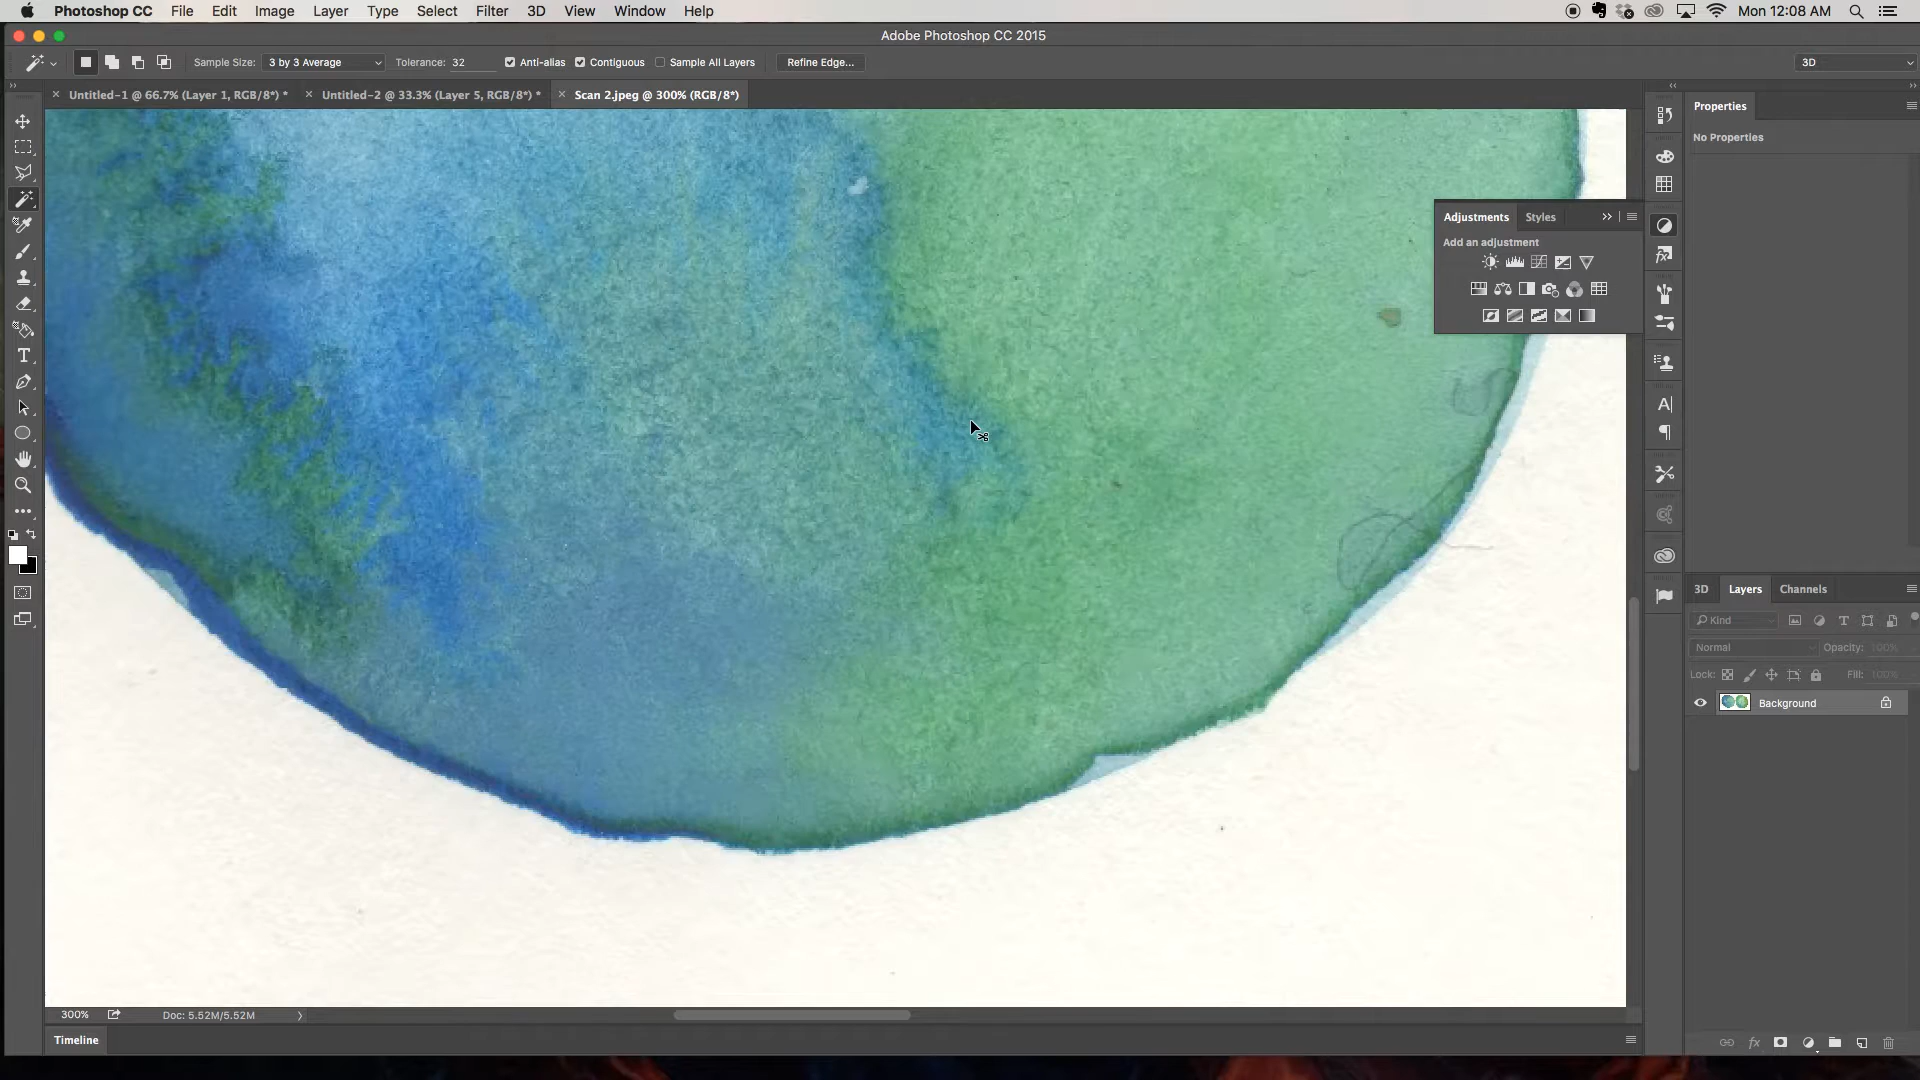 Photoshop CC File Edit Image Layer Type Select Filter 3D View Window Help Mon 12:08 AM
Adobe Photoshop CC 2015
Sample Size: 3 by 3 Average Tolerance: 32 Anti-alias Contiguous Sample All Layers Refine Edge... 3D
Untitled-1 @ 66.7% (Layer 1, RGB/8*) * Untitled-2 @ 33.3% (Layer 5, RGB/8*) * Scan 2.jpeg @ 300% (RGB/8*)
Properties
No Properties
Adjustments Styles
Add an adjustment
3D Layers Channels
Kind
Normal Opacity: 100%
Lock: Fill: 100%
Background
300% Doc: 5.52M/5.52M
Timeline